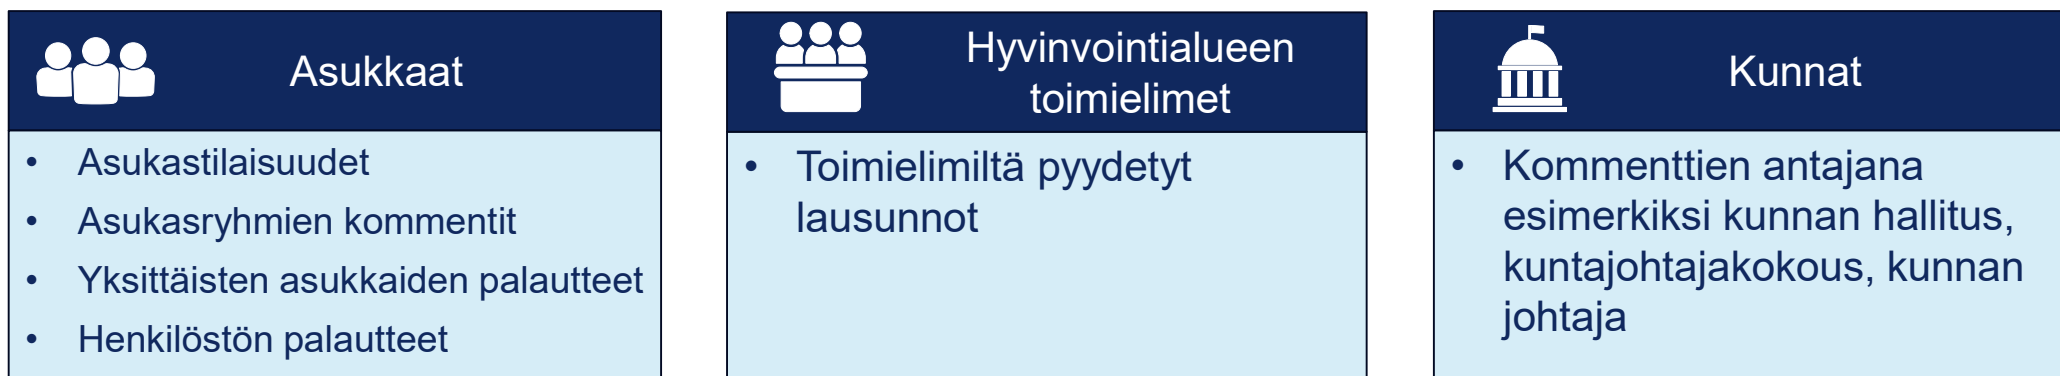 Asukkaat
• Asukastilaisuudet
• Asukasryhmien kommentit
• Yksittäisten asukkaiden palautteet
• Henkilöstön palautteet
Hyvinvointialueen
toimielimet
• Toimielimiltä pyydetyt
lausunnot
Kunnat
• Kommenttien antajana
esimerkiksi kunnan hallitus,
kuntajohtajakokous, kunnan
johtaja